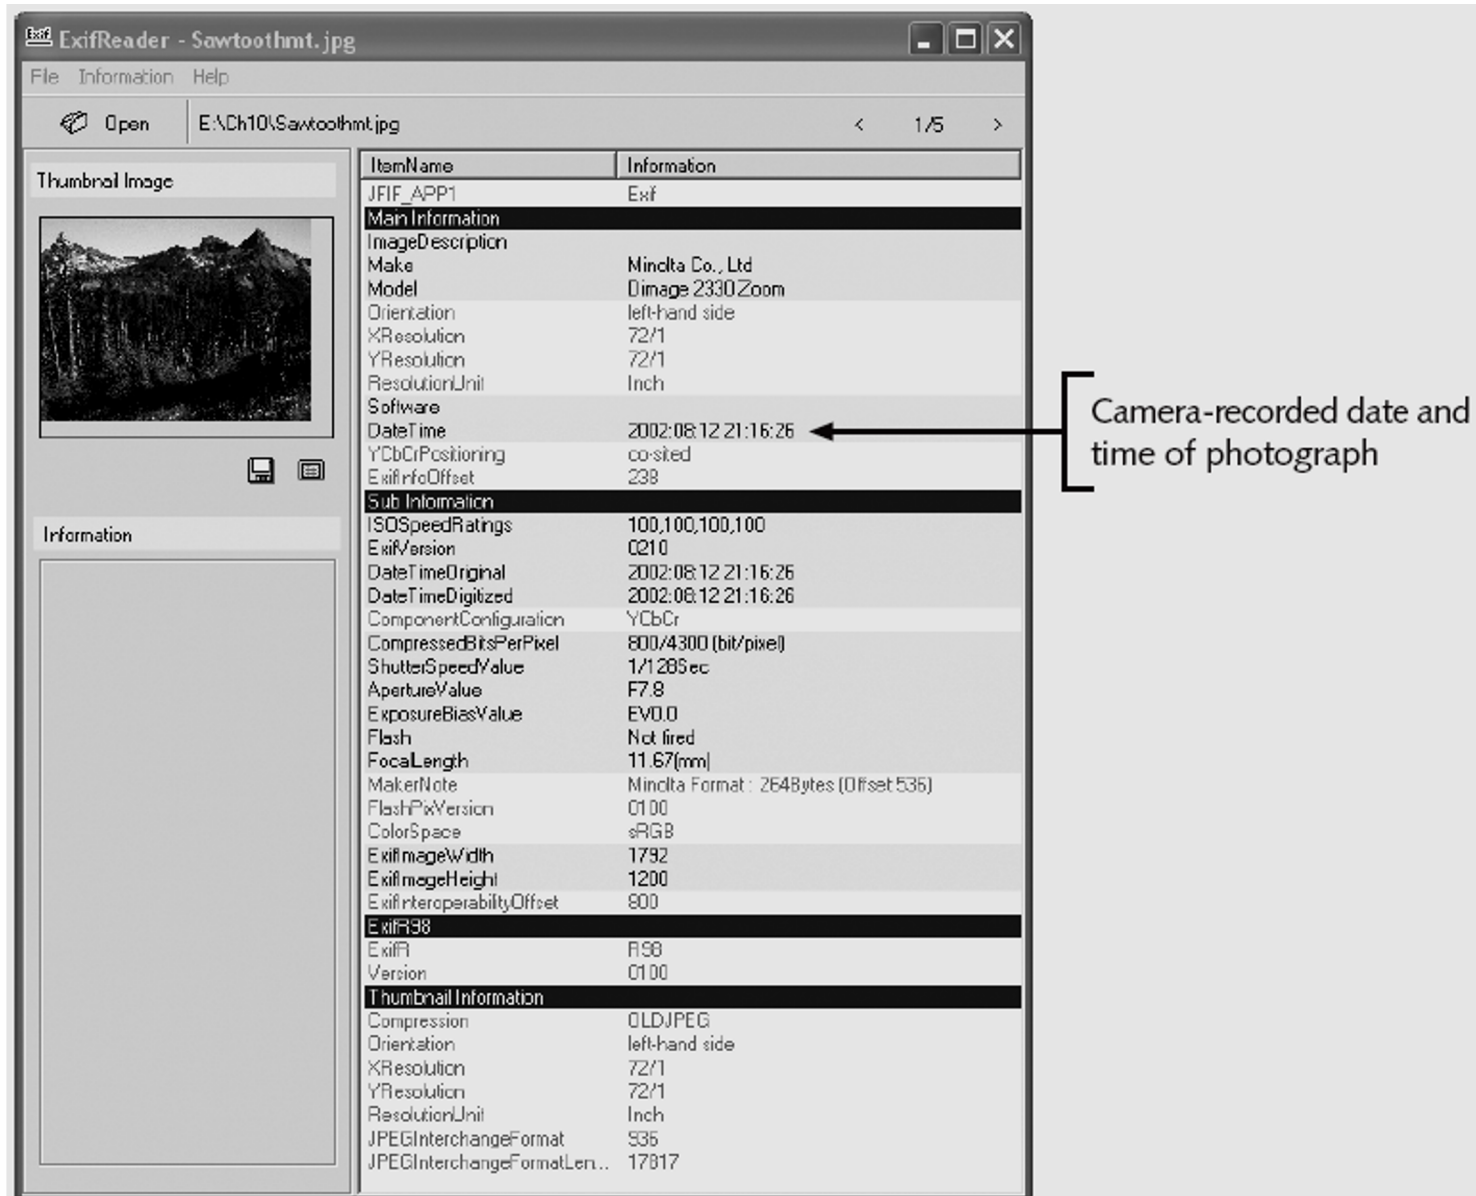 ExifReader - Sawtoothmt.jpg
File Information Help
Open E:\Ch10\Sawtoothmt.jpg < 1/5 >
Thumbnail Image
Information
ItemName Information
JFIF_APP1 Exif
Main Information
ImageDescription
Make Minolta Co., Ltd
Model Dimage 2330 Zoom
Orientation left-hand side
XResolution 72/1
YResolution 72/1
ResolutionUnit Inch
Software
DateTime 2002:08:12 21:16:26
YCbCrPositioning co-sited
ExifInfoOffset 238
Sub Information
ISOSpeedRatings 100,100,100,100
ExifVersion 0210
DateTimeOriginal 2002:08:12 21:16:26
DateTimeDigitized 2002:08:12 21:16:26
ComponentConfiguration YCbCr
CompressedBitsPerPixel 800/4300 (bit/pixel)
ShutterSpeedValue 1/128Sec
ApertureValue F7.8
ExposureBiasValue EV0.0
Flash Not fired
FocalLength 11.67(mm)
MakerNote Minolta Format : 264Bytes (Offset:536)
FlashPixVersion 0100
ColorSpace sRGB
ExifImageWidth 1792
ExifImageHeight 1200
ExifInteroperabilityOffset 800
ExifR98
ExifR R98
Version 0100
Thumbnail Information
Compression OLDJPEG
Orientation left-hand side
XResolution 72/1
YResolution 72/1
ResolutionUnit Inch
JPEGInterchangeFormat 936
JPEGInterchangeFormatLen... 17817
Camera-recorded date and
time of photograph